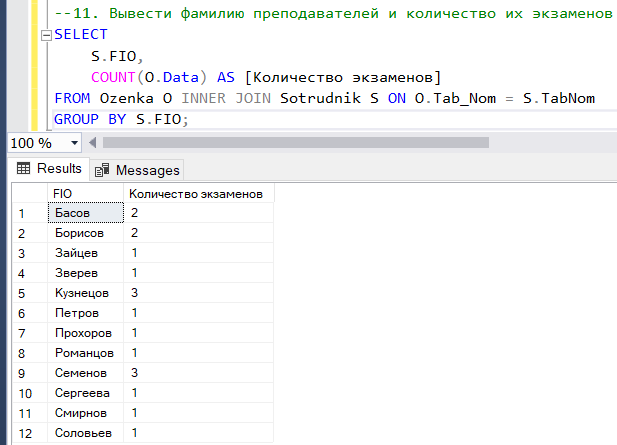 --11. Вывести фамилию преподавателей и количество их экзаменов
SELECT
S.FIO,
COUNT(O.Data) AS [Количество экзаменов]
FROM Ozenka O INNER JOIN Sotrudnik S ON O.Tab_Nom = S.TabNom
GROUP BY S.FIO;
100 %
Results Messages
FIO Количество экзаменов
1 Басов 2
2 Борисов 2
3 Зайцев 1
4 Зверев 1
5 Кузнецов 3
6 Петров 1
7 Прохоров 1
8 Романцов 1
9 Семенов 3
10 Сергеева 1
11 Смирнов 1
12 Соловьев 1